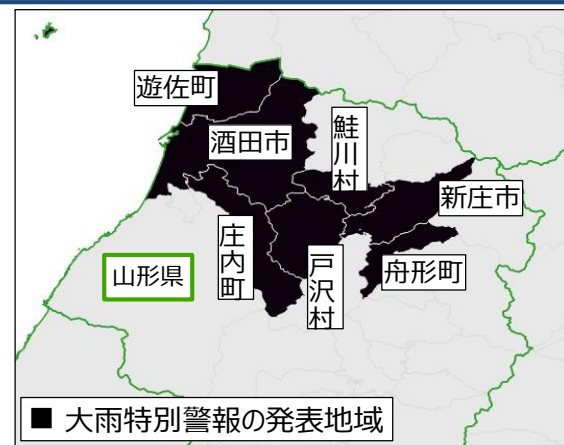 遊佐町
酒田市
鮭川村
新庄市
庄内町
戸沢村
舟形町
山形県
■ 大雨特別警報の発表地域